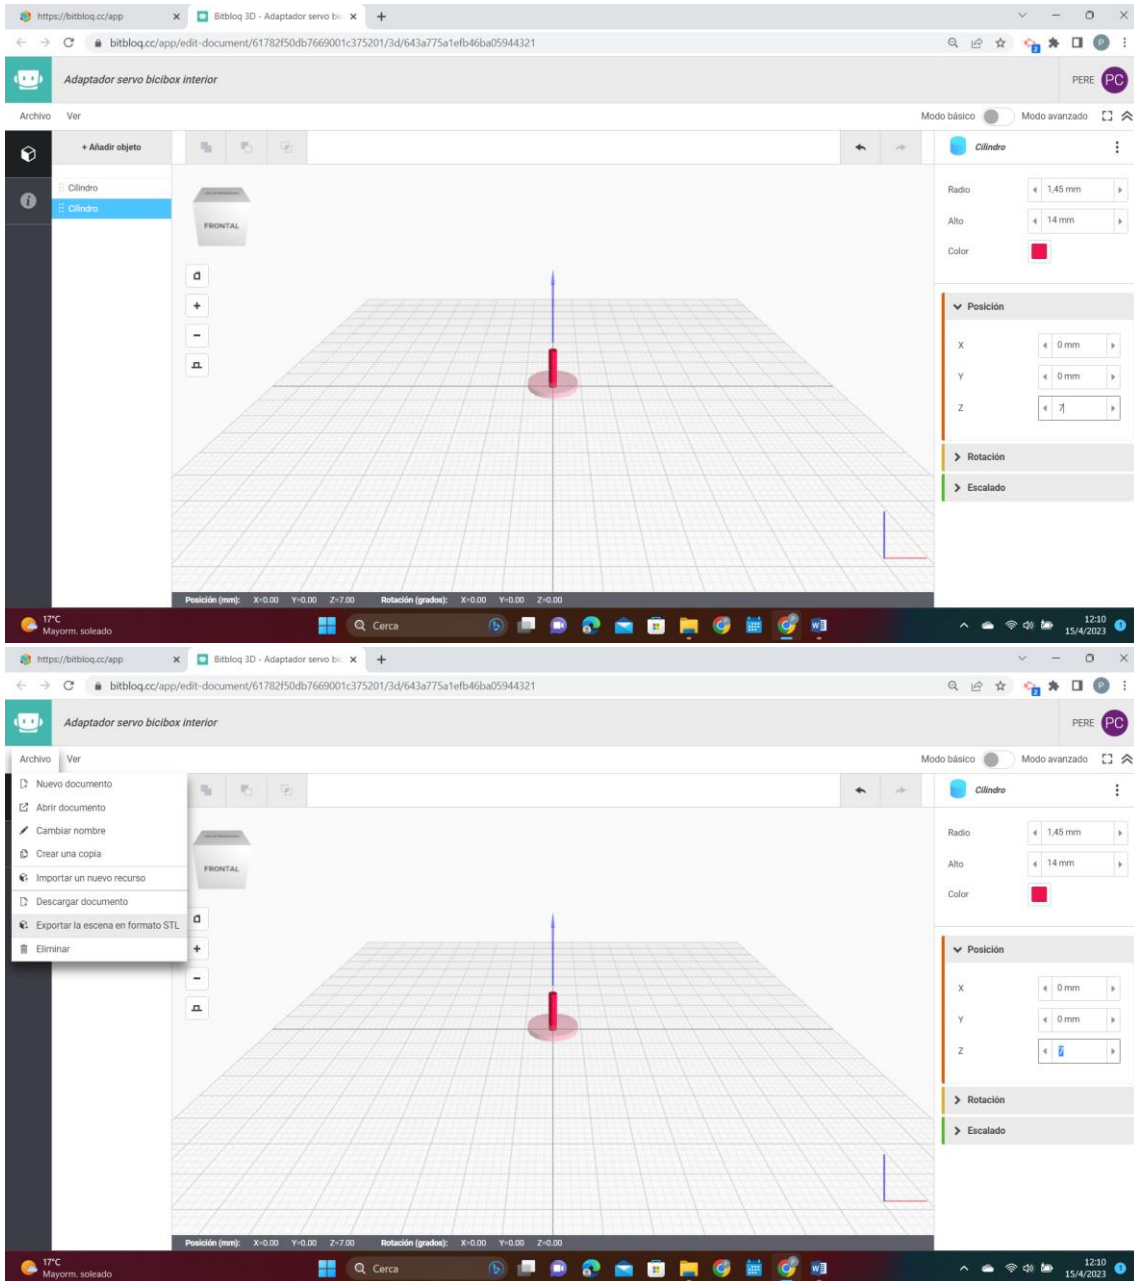 https://bitbloq.cc/app
Bitbloq 3D - Adaptador servo bic
bitbloq.cc/app/edit-document/61782f50db7669001c375201/3d/643a775a1efb46ba05944321
Adaptador servo bicibox interior
PERE PC
Archivo Ver
Modo básico Modo avanzado
+ Añadir objeto
Cilindro
Cilindro
Cilindro
FRONTAL
Radio 1,45 mm
Alto 14 mm
Color
Posición
X 0 mm
Y 0 mm
Z 7
Rotación
Escalado
Posición (mm): X=0.00 Y=0.00 Z=7.00 Rotación (grados): X=0.00 Y=0.00 Z=0.00
17°C
Mayorm. soleado
Cerca
12:10
15/4/2023
https://bitbloq.cc/app
Bitbloq 3D - Adaptador servo bic
bitbloq.cc/app/edit-document/61782f50db7669001c375201/3d/643a775a1efb46ba05944321
Adaptador servo bicibox interior
PERE PC
Archivo Ver
Modo básico Modo avanzado
Nuevo documento
Abrir documento
Cambiar nombre
Crear una copia
Importar un nuevo recurso
Descargar documento
Exportar la escena en formato STL
Eliminar
Cilindro
FRONTAL
Radio 1,45 mm
Alto 14 mm
Color
Posición
X 0 mm
Y 0 mm
Z 7
Rotación
Escalado
Posición (mm): X=0.00 Y=0.00 Z=7.00 Rotación (grados): X=0.00 Y=0.00 Z=0.00
17°C
Mayorm. soleado
Cerca
12:10
15/4/2023